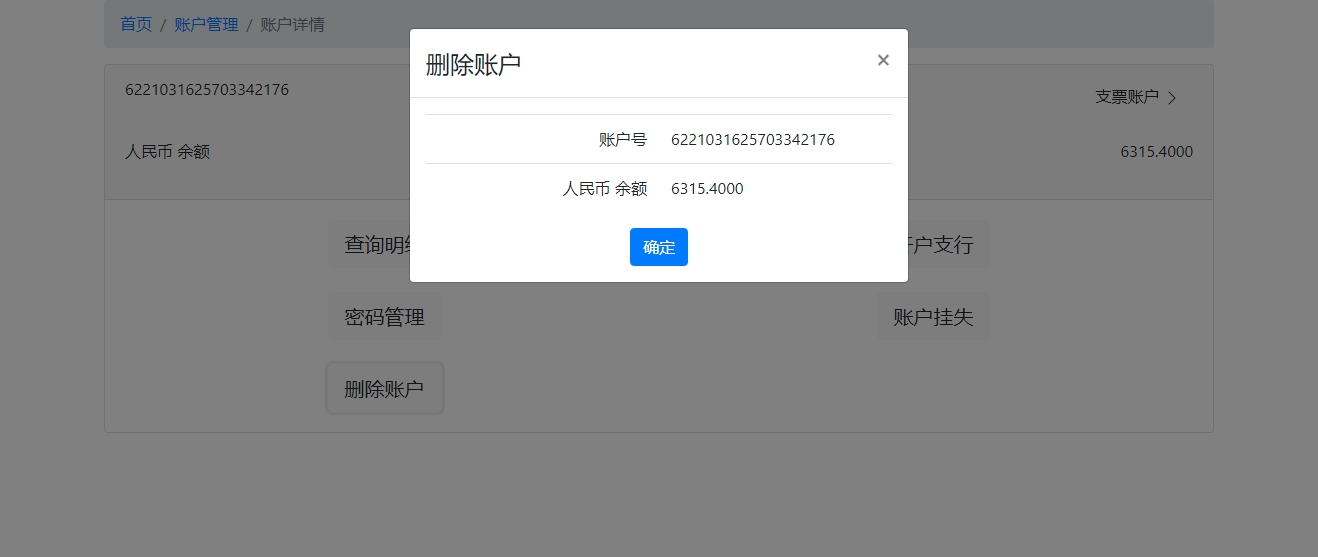 首页 / 账户管理 / 账户详情
删除账户 ×
6221031625703342176
支票账户
账户号 6221031625703342176
人民币 余额
6315.4000
人民币 余额 6315.4000
查询明
户支行
确定
密码管理
账户挂失
删除账户